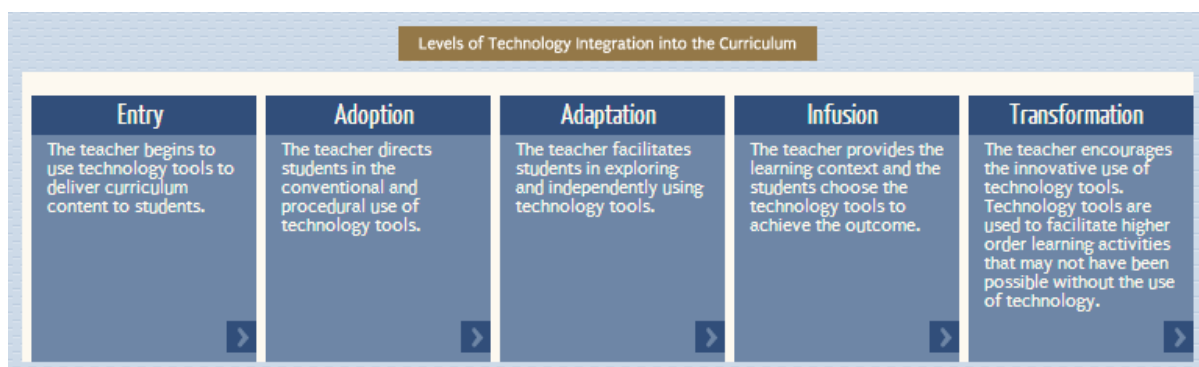 Levels of Technology Integration into the Curriculum
Entry
The teacher begins to
use technology tools to
deliver curriculum
content to students.
Adoption
The teacher directs
students in the
conventional and
procedural use of
technology tools.
Adaptation
The teacher facilitates
students in exploring
and independently using
technology tools.
Infusion
The teacher provides the
learning context and the
students choose the
technology tools to
achieve the outcome.
Transformation
The teacher encourages
the innovative use of
technology tools.
Technology tools are
used to facilitate higher
order learning activities
that may not have been
possible without the use
of technology.